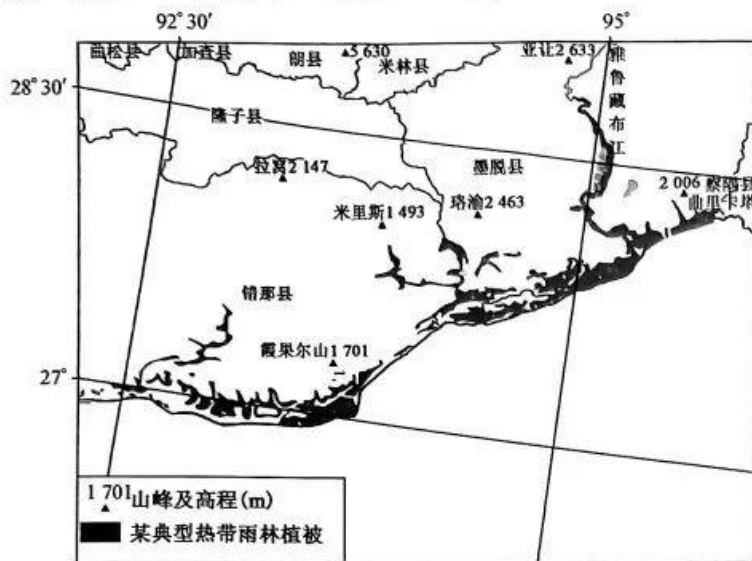 92°30′
95°
曲松县
加查县
朗县
5 630
米林县
亚让2 633
雅鲁藏布江
28°30′
隆子县
拉窝2 147
墨脱县
2 006
察隅县
曲里卡塔
米里斯1 493
珞渝2 463
错那县
霞果尔山1 701
27°
1 701
山峰及高程(m)
某典型热带雨林植被